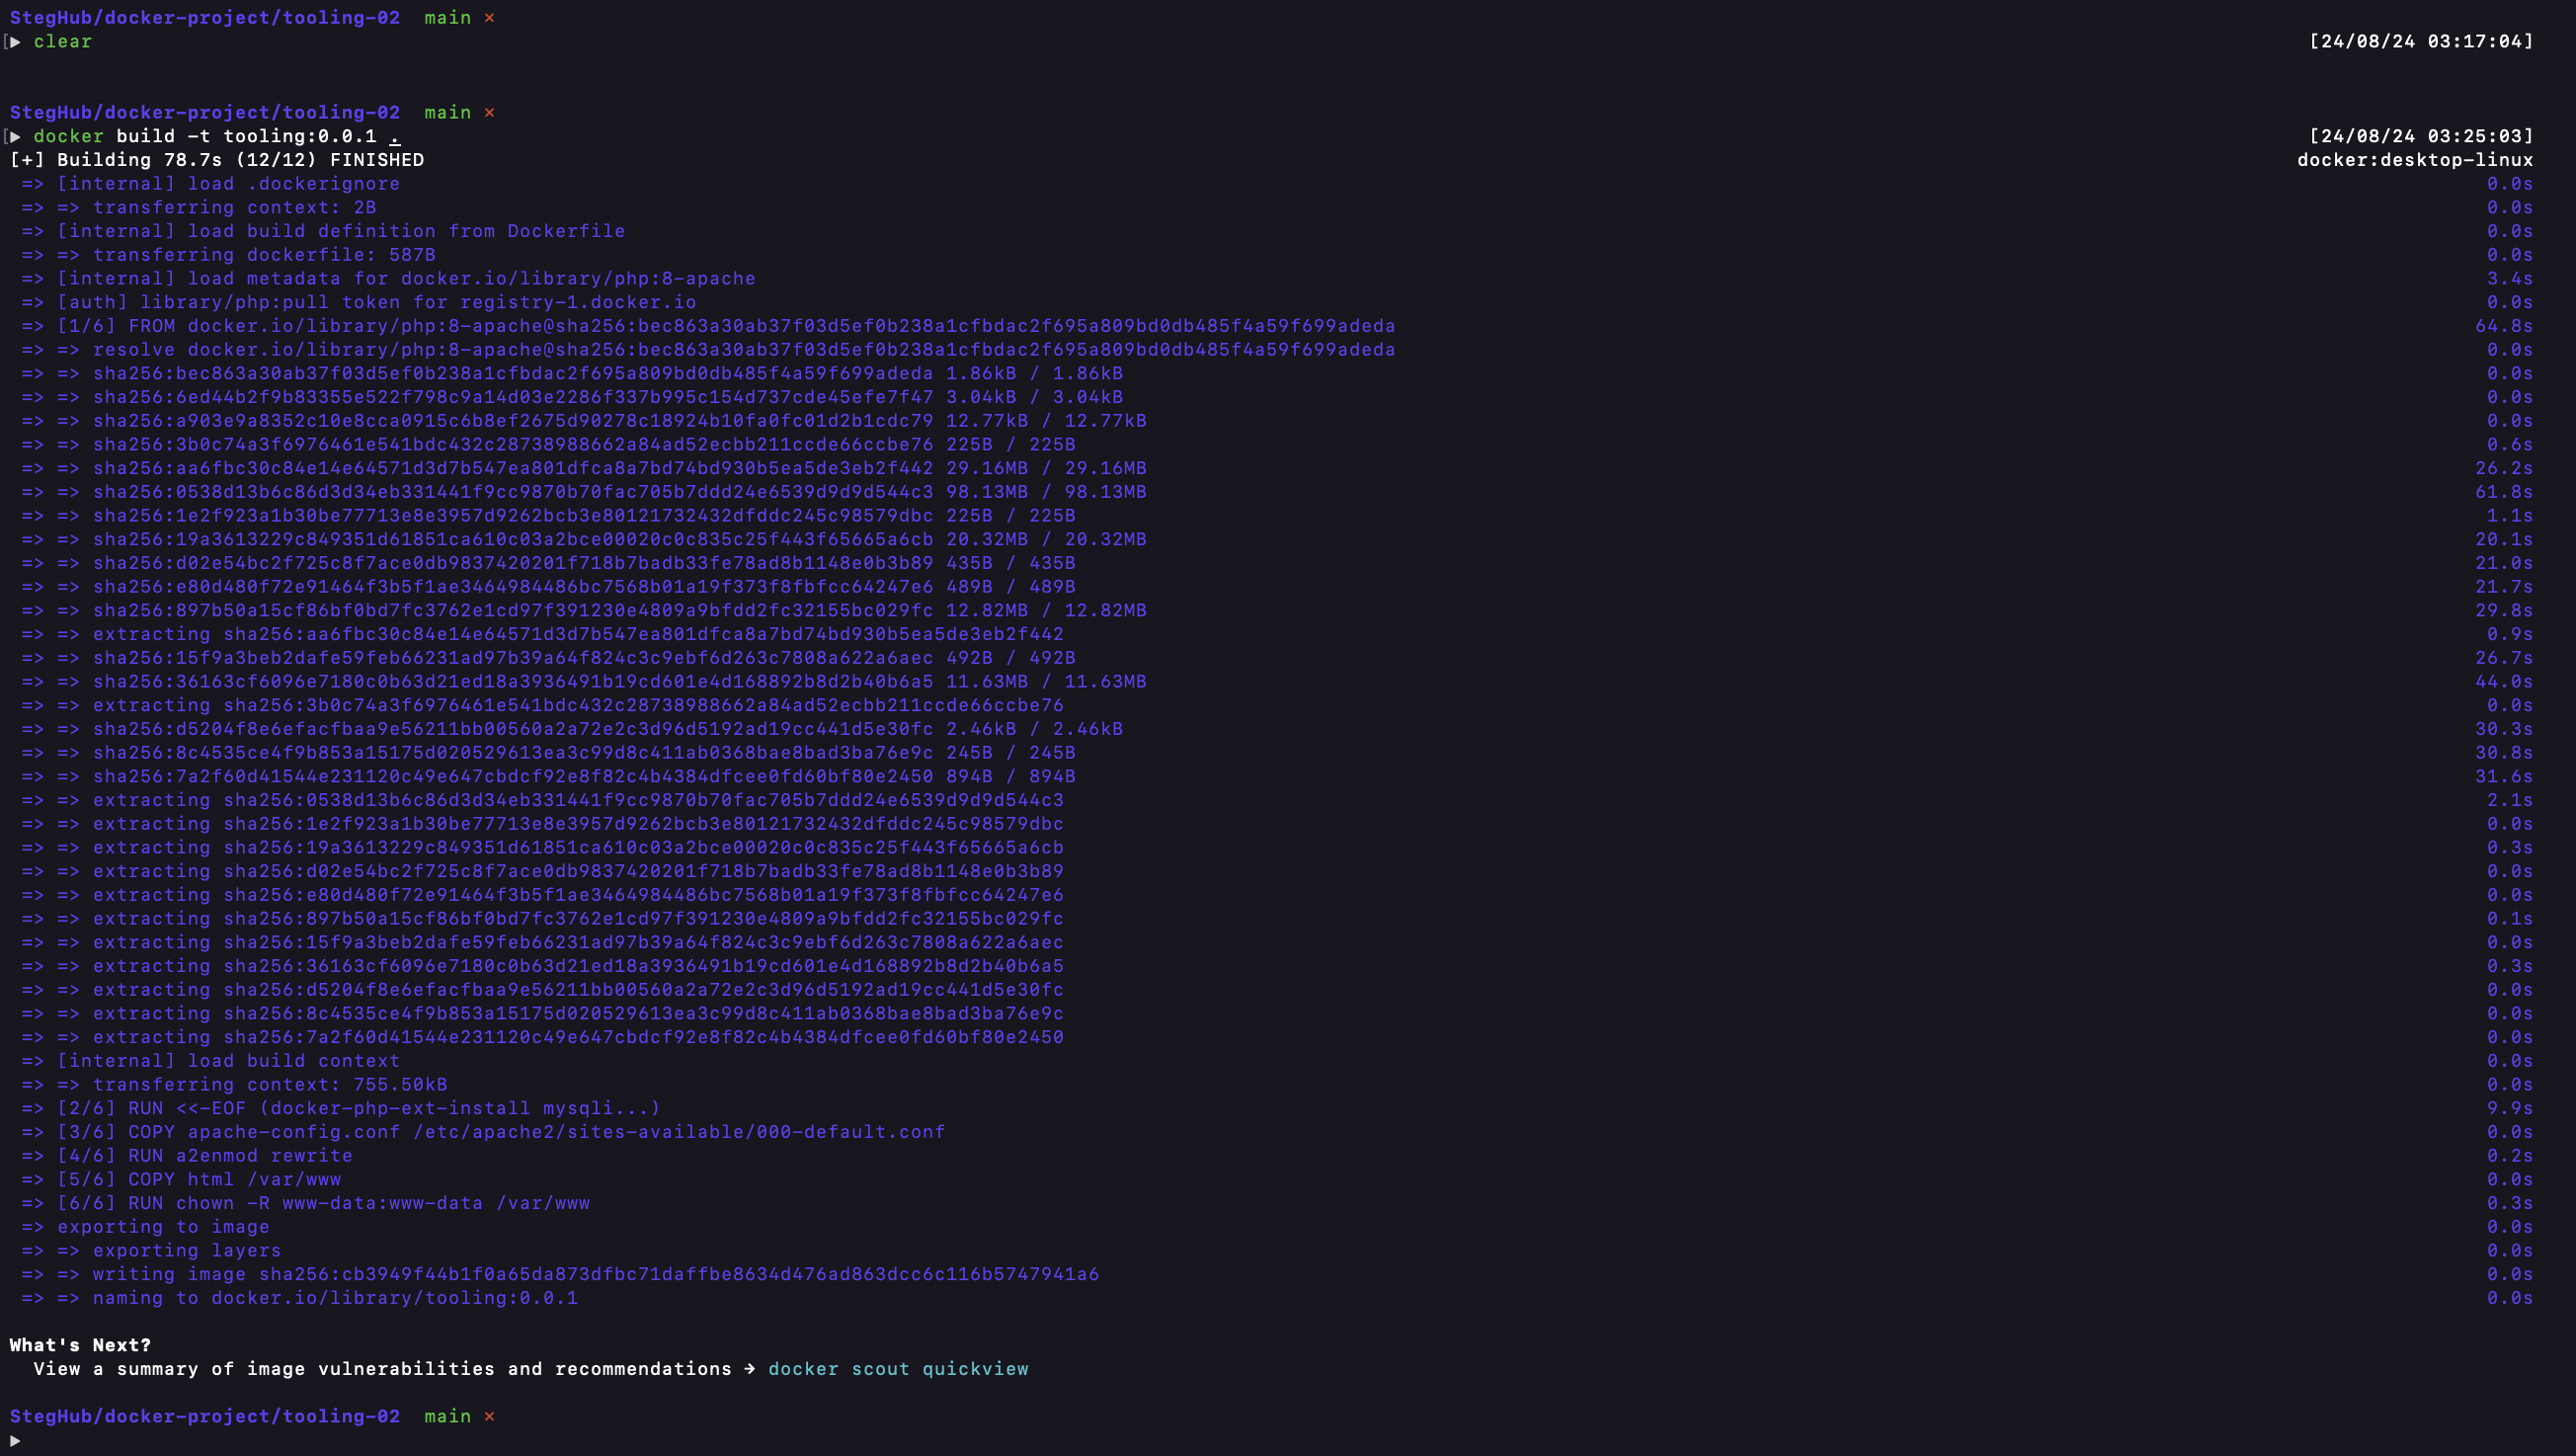 StegHub/docker-project/tooling-02 main ×
[▶ clear [24/08/24 03:17:04]
StegHub/docker-project/tooling-02 main ×
[▶ docker build -t tooling:0.0.1 . [24/08/24 03:25:03]
[+] Building 78.7s (12/12) FINISHED docker:desktop-linux
=> [internal] load .dockerignore 0.0s
=> => transferring context: 2B 0.0s
=> [internal] load build definition from Dockerfile 0.0s
=> => transferring dockerfile: 587B 0.0s
=> [internal] load metadata for docker.io/library/php:8-apache 3.4s
=> [auth] library/php:pull token for registry-1.docker.io 0.0s
=> [1/6] FROM docker.io/library/php:8-apache@sha256:bec863a30ab37f03d5ef0b238a1cfbdac2f695a809bd0db485f4a59f699adeda 64.8s
=> => resolve docker.io/library/php:8-apache@sha256:bec863a30ab37f03d5ef0b238a1cfbdac2f695a809bd0db485f4a59f699adeda 0.0s
=> => sha256:bec863a30ab37f03d5ef0b238a1cfbdac2f695a809bd0db485f4a59f699adeda 1.86kB / 1.86kB 0.0s
=> => sha256:6ed44b2f9b83355e522f798c9a14d03e2286f337b995c154d737cde45efe7f47 3.04kB / 3.04kB 0.0s
=> => sha256:a903e9a8352c10e8cca0915c6b8ef2675d90278c18924b10fa0fc01d2b1cdc79 12.77kB / 12.77kB 0.0s
=> => sha256:3b0c74a3f6976461e541bdc432c28738988662a84ad52ecbb211ccde66ccbe76 225B / 225B 0.6s
=> => sha256:aa6fbc30c84e14e64571d3d7b547ea801dfca8a7bd74bd930b5ea5de3eb2f442 29.16MB / 29.16MB 26.2s
=> => sha256:0538d13b6c86d3d34eb331441f9cc9870b70fac705b7ddd24e6539d9d9d544c3 98.13MB / 98.13MB 61.8s
=> => sha256:1e2f923a1b30be77713e8e3957d9262bcb3e80121732432dfddc245c98579dbc 225B / 225B 1.1s
=> => sha256:19a3613229c849351d61851ca610c03a2bce00020c0c835c25f443f65665a6cb 20.32MB / 20.32MB 20.1s
=> => sha256:d02e54bc2f725c8f7ace0db9837420201f718b7badb33fe78ad8b1148e0b3b89 435B / 435B 21.0s
=> => sha256:e80d480f72e91464f3b5f1ae3464984486bc7568b01a19f373f8fbfcc64247e6 489B / 489B 21.7s
=> => sha256:897b50a15cf86bf0bd7fc3762e1cd97f391230e4809a9bfdd2fc32155bc029fc 12.82MB / 12.82MB 29.8s
=> => extracting sha256:aa6fbc30c84e14e64571d3d7b547ea801dfca8a7bd74bd930b5ea5de3eb2f442 0.9s
=> => sha256:15f9a3beb2dafe59feb66231ad97b39a64f824c3c9ebf6d263c7808a622a6aec 492B / 492B 26.7s
=> => sha256:36163cf6096e7180c0b63d21ed18a3936491b19cd601e4d168892b8d2b40b6a5 11.63MB / 11.63MB 44.0s
=> => extracting sha256:3b0c74a3f6976461e541bdc432c28738988662a84ad52ecbb211ccde66ccbe76 0.0s
=> => sha256:d5204f8e6efacfbaa9e56211bb00560a2a72e2c3d96d5192ad19cc441d5e30fc 2.46kB / 2.46kB 30.3s
=> => sha256:8c4535ce4f9b853a15175d020529613ea3c99d8c411ab0368bae8bad3ba76e9c 245B / 245B 30.8s
=> => sha256:7a2f60d41544e231120c49e647cbdcf92e8f82c4b4384dfcee0fd60bf80e2450 894B / 894B 31.6s
=> => extracting sha256:0538d13b6c86d3d34eb331441f9cc9870b70fac705b7ddd24e6539d9d9d544c3 2.1s
=> => extracting sha256:1e2f923a1b30be77713e8e3957d9262bcb3e80121732432dfddc245c98579dbc 0.0s
=> => extracting sha256:19a3613229c849351d61851ca610c03a2bce00020c0c835c25f443f65665a6cb 0.3s
=> => extracting sha256:d02e54bc2f725c8f7ace0db9837420201f718b7badb33fe78ad8b1148e0b3b89 0.0s
=> => extracting sha256:e80d480f72e91464f3b5f1ae3464984486bc7568b01a19f373f8fbfcc64247e6 0.0s
=> => extracting sha256:897b50a15cf86bf0bd7fc3762e1cd97f391230e4809a9bfdd2fc32155bc029fc 0.1s
=> => extracting sha256:15f9a3beb2dafe59feb66231ad97b39a64f824c3c9ebf6d263c7808a622a6aec 0.0s
=> => extracting sha256:36163cf6096e7180c0b63d21ed18a3936491b19cd601e4d168892b8d2b40b6a5 0.3s
=> => extracting sha256:d5204f8e6efacfbaa9e56211bb00560a2a72e2c3d96d5192ad19cc441d5e30fc 0.0s
=> => extracting sha256:8c4535ce4f9b853a15175d020529613ea3c99d8c411ab0368bae8bad3ba76e9c 0.0s
=> => extracting sha256:7a2f60d41544e231120c49e647cbdcf92e8f82c4b4384dfcee0fd60bf80e2450 0.0s
=> [internal] load build context 0.0s
=> => transferring context: 755.50kB 0.0s
=> [2/6] RUN <<-EOF (docker-php-ext-install mysqli...) 9.9s
=> [3/6] COPY apache-config.conf /etc/apache2/sites-available/000-default.conf 0.0s
=> [4/6] RUN a2enmod rewrite 0.2s
=> [5/6] COPY html /var/www 0.0s
=> [6/6] RUN chown -R www-data:www-data /var/www 0.3s
=> exporting to image 0.0s
=> => exporting layers 0.0s
=> => writing image sha256:cb3949f44b1f0a65da873dfbc71daffbe8634d476ad863dcc6c116b5747941a6 0.0s
=> => naming to docker.io/library/tooling:0.0.1 0.0s
What's Next?
View a summary of image vulnerabilities and recommendations → docker scout quickview
StegHub/docker-project/tooling-02 main ×
▶